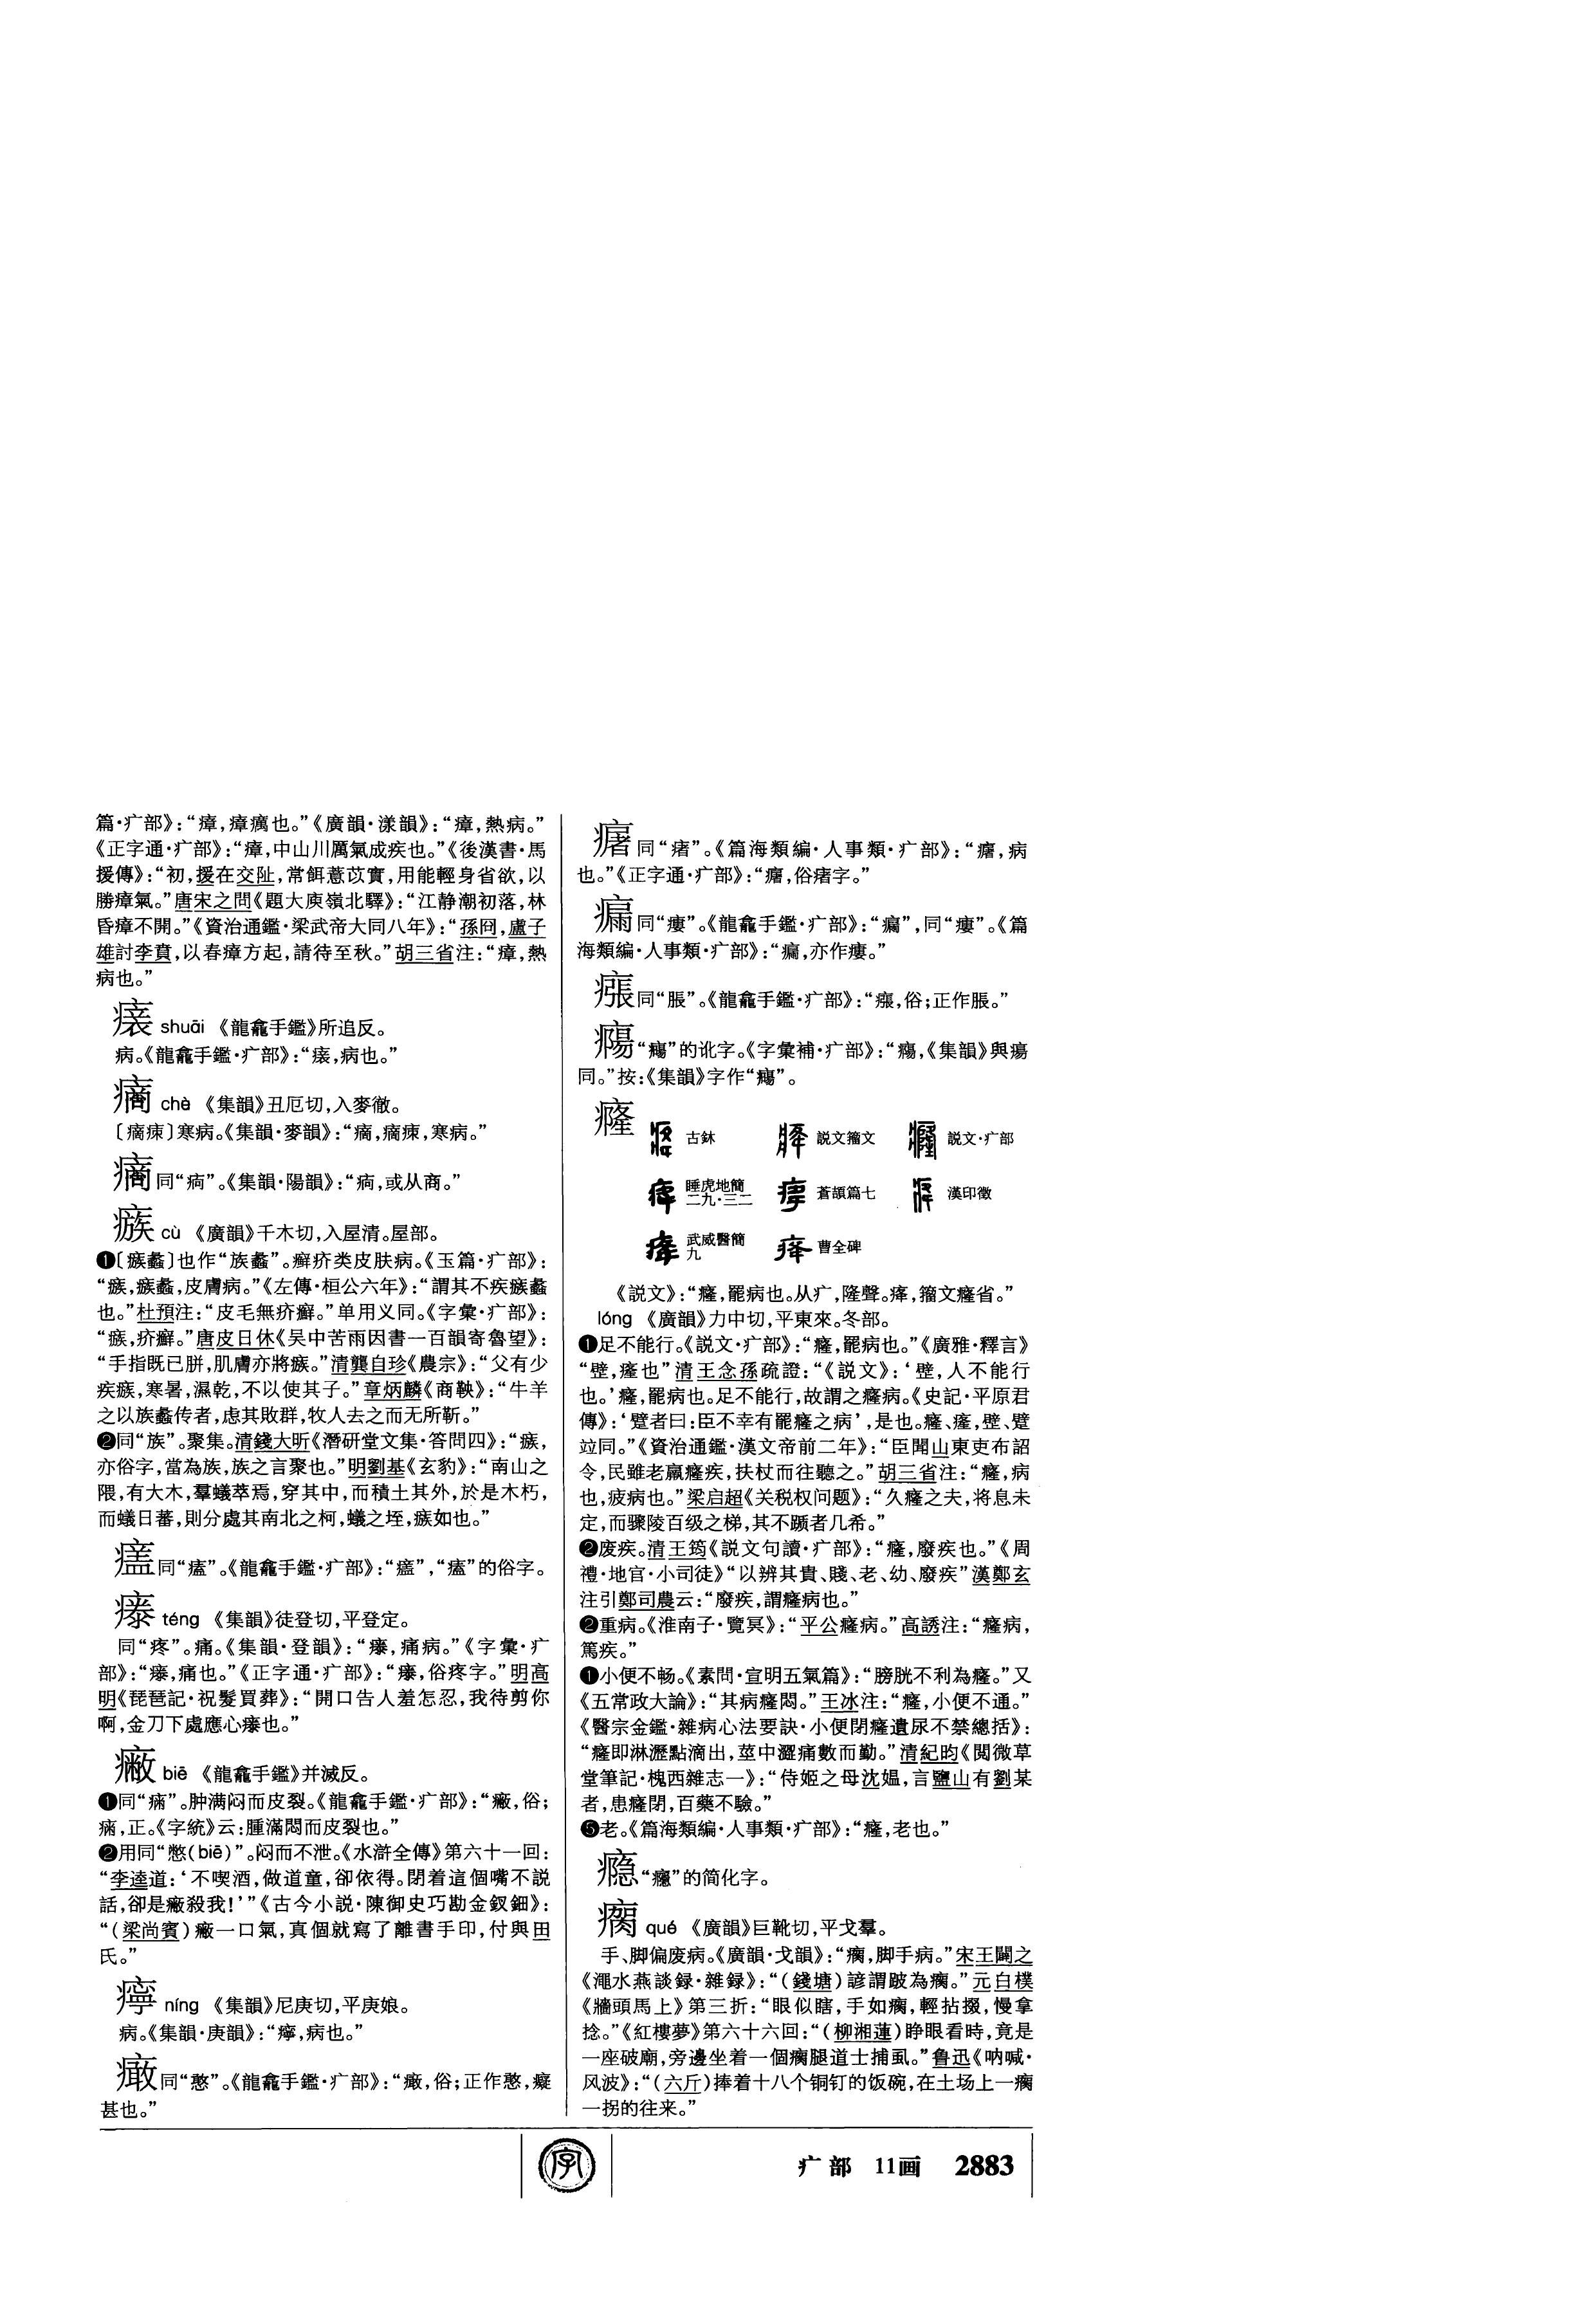 篇·疒部》：“瘴，瘴癘也。”《廣韻·漾韻》：“瘴，熱病。”
《正字通·疒部》：“瘴，中山川厲氣成疾也。”《後漢書·馬
援傳》：“初，援在交阯，常餌薏苡實，用能輕身省欲，以
勝瘴氣。”唐宋之問《題大庾嶺北驛》：“江静潮初落，林
昏瘴不開。”《資治通鑑·梁武帝大同八年》：“孫冏，盧子
雄討李賁，以春瘴方起，請待至秋。”胡三省注：“瘴，熱
病也。”
shuāi 《龍龕手鑑》所追反。
病。《龍龕手鑑·疒部》：“，病也。”
chè 《集韻》丑厄切，入麥徹。
〔㾅〕寒病。《集韻·麥韻》：“，寒病。”
同“”。《集韻·陽韻》：“，或从商。”
瘯 cù 《廣韻》千木切，入屋清。屋部。
❶〔瘯蠡〕也作“族蠡”。癣疥类皮肤病。《玉篇·疒部》：
“瘯，瘯蠡，皮膚病。”《左傳·桓公六年》：“謂其不疾瘯蠡
也。”杜預注：“皮毛無疥癬。”单用义同。《字彙·疒部》：
“瘯，疥癬。”唐皮日休《吴中苦雨因書一百韻寄魯望》：
“手指既已胼，肌膚亦將瘯。”清龔自珍《農宗》：“父有少
疾瘯，寒暑，濕乾，不以使其子。”章炳麟《商鞅》：“牛羊
之以族蠡传者，虑其敗群，牧人去之而无所靳。”
❷同“族”。聚集。清錢大昕《潛研堂文集·答問四》：“瘯，
亦俗字，當為族，族之言聚也。”明劉基《玄豹》：“南山之
隈，有大木，羣蟻萃焉，穿其中，而積土其外，於是木朽，
而蟻日蕃，則分處其南北之柯，蟻之垤，瘯如也。”
同“瘞”。《龍龕手鑑·疒部》：“”，“”的俗字。
téng 《集韻》徒登切，平登定。
同“疼”。痛。《集韻·登韻》：“，痛病。”《字彙·疒
部》：“，痛也。”《正字通·疒部》：“，俗疼字。”明高
明《琵琶記·祝髮買葬》：“開口告人羞怎忍，我待剪你
啊，金刀下處應心也。”
biē 《龍龕手鑑》并滅反。
❶同“”。肿满闷而皮裂。《龍龕手鑑·疒部》：“，俗；
，正。《字統》云：腫滿悶而皮裂也。”
❷用同“憋（biē）”。闷而不泄。《水滸全傳》第六十一回：
“李逵道：‘不喫酒，做道童，卻依得。閉着這個嘴不説
話，卻是殺我！’”《古今小説·陳御史巧勘金釵鈿》：
“（梁尚賓）一口氣，真個就寫了離書手印，付與田
氏。”
níng 《集韻》尼庚切，平庚娘。
病。《集韻·庚韻》：“，病也。”
同“憨”。《龍龕手鑑·疒部》：“，俗；正作憨，癡
甚也。”
同“瘏”。《篇海類編·人事類·疒部》：“，病
也。”《正字通·疒部》：“，俗瘏字。”
同“瘻”。《龍龕手鑑·疒部》：“”，同“瘻”。《篇
海類編·人事類·疒部》：“，亦作瘻。”
瘬同“脹”。《龍龕手鑑·疒部》：“瘬，俗；正作脹。”
“”的讹字。《字彙補·疒部》：“，《集韻》與瘍
同。”按：《集韻》字作“”。
癃
古鉢 説文籀文 説文·疒部
睡虎地簡二九·三二 蒼頡篇七 漢印徵
武威醫簡九 曹全碑
《説文》：“癃，罷病也。从疒，隆聲。㾖，籀文癃省。”
lóng 《廣韻》力中切，平東來。冬部。
❶足不能行。《説文·疒部》：“癃，罷病也。”《廣雅·釋言》
“躄，癃也”清王念孫疏證：“《説文》：‘躄，人不能行
也。’癃，罷病也。足不能行，故謂之癃病。《史記·平原君
傳》：‘躄者曰：臣不幸有罷癃之病’，是也。癃、㾖，壁、躄
竝同。”《資治通鑑·漢文帝前二年》：“臣聞山東吏布詔
令，民雖老羸癃疾，扶杖而往聽之。”胡三省注：“癃，病
也，疲病也。”梁启超《关税权问题》：“久癃之夫，将息未
定，而骤陵百级之梯，其不踬者几希。”
❷废疾。清王筠《説文句讀·疒部》：“癃，廢疾也。”《周
禮·地官·小司徒》“以辨其貴、賤、老、幼、廢疾”漢鄭玄
注引鄭司農云：“廢疾，謂癃病也。”
❷重病。《淮南子·覽冥》：“平公癃病。”高誘注：“癃病，
篤疾。”
❶小便不畅。《素問·宣明五氣篇》：“膀胱不利為癃。”又
《五常政大論》：“其病癃閟。”王冰注：“癃，小便不通。”
《醫宗金鑑·雜病心法要訣·小便閉癃遺尿不禁總括》：
“癃即淋瀝點滴出，莖中澀痛數而勤。”清紀昀《閲微草
堂筆記·槐西雜志一》：“侍姬之母沈媪，言鹽山有劉某
者，患癃閉，百藥不驗。”
❺老。《篇海類編·人事類·疒部》：“癃，老也。”
瘾“癮”的简化字。
瘸 qué 《廣韻》巨靴切，平戈羣。
手、脚偏废病。《廣韻·戈韻》：“瘸，脚手病。”宋王闢之
《澠水燕談録·雜録》：“（錢塘）諺謂跛為瘸。”元白樸
《牆頭馬上》第三折：“眼似瞎，手如瘸，輕拈掇，慢拿
捻。”《紅樓夢》第六十六回：“（柳湘蓮）睁眼看時，竟是
一座破廟，旁邊坐着一個瘸腿道士捕虱。”鲁迅《呐喊·
风波》：“（六斤）捧着十八个铜钉的饭碗，在土场上一瘸
一拐的往来。”
字
疒部 11画 2883